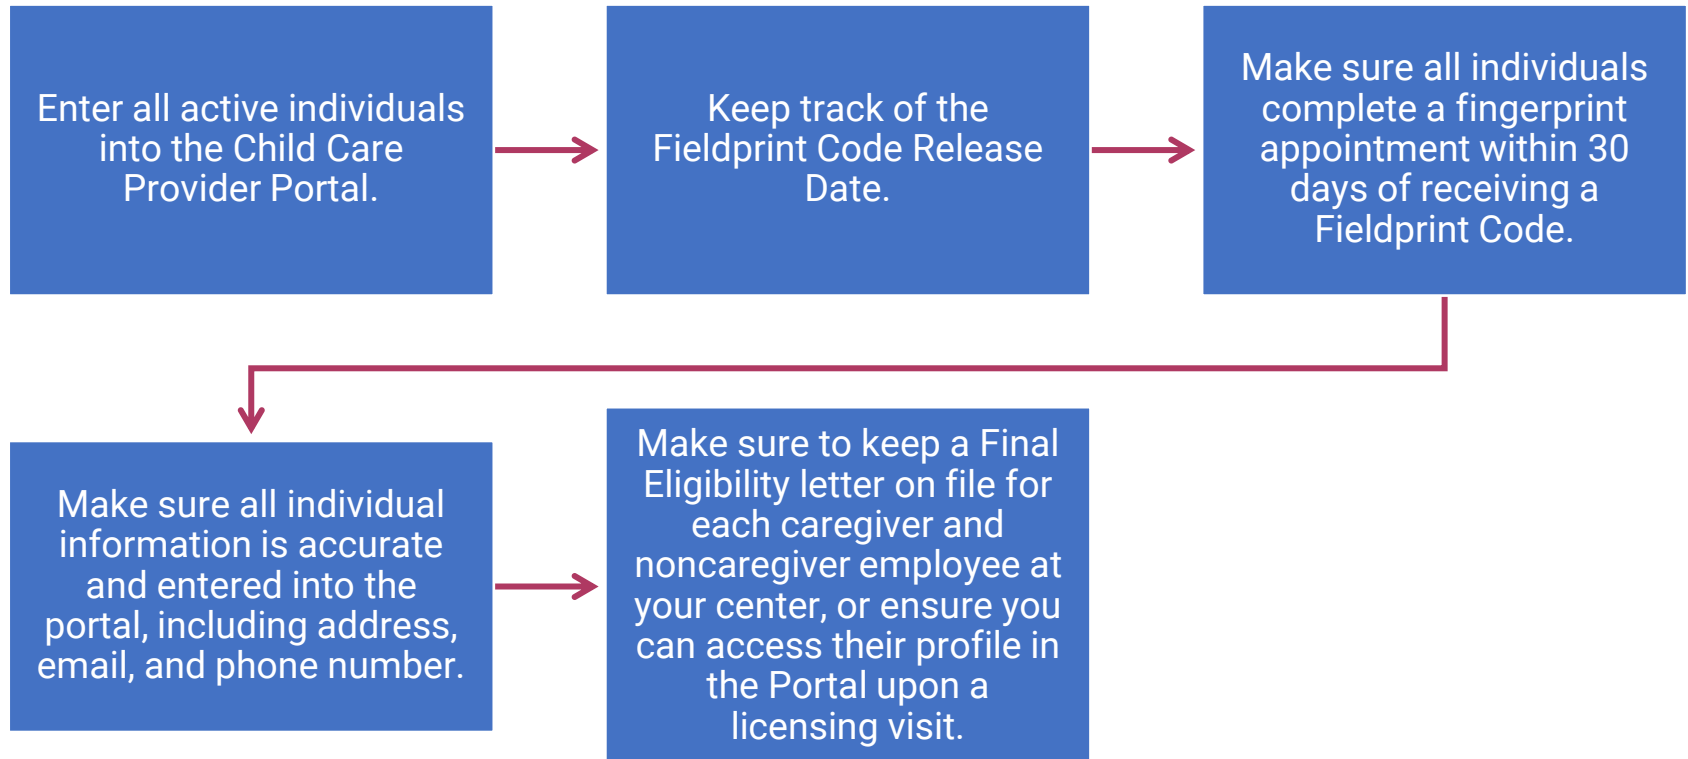 Enter all active individuals
into the Child Care
Provider Portal.
Keep track of the
Fieldprint Code Release
Date.
Make sure all individuals
complete a fingerprint
appointment within 30
days of receiving a
Fieldprint Code.
Make sure all individual
information is accurate
and entered into the
portal, including address,
email, and phone number.
Make sure to keep a Final
Eligibility letter on file for
each caregiver and
noncaregiver employee at
your center, or ensure you
can access their profile in
the Portal upon a
licensing visit.